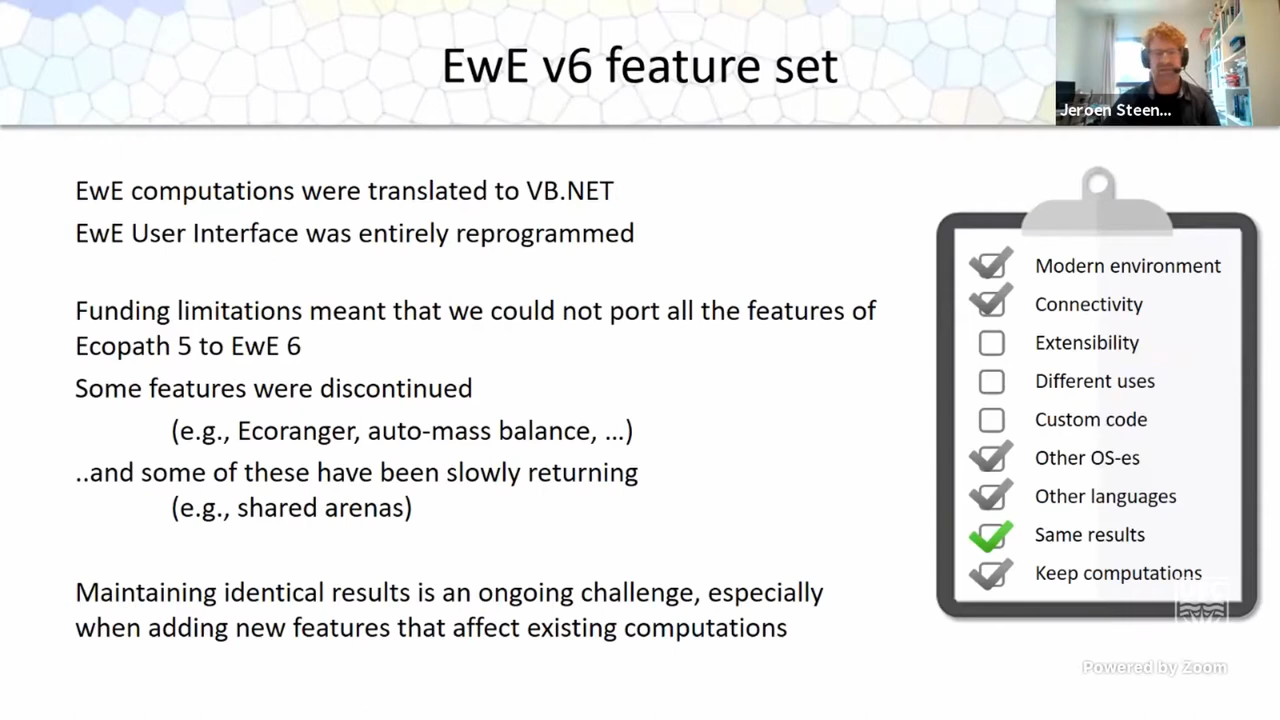 EwE v6 feature set
Jeroen Steen...
EwE computations were translated to VB.NET
EwE User Interface was entirely reprogrammed
Funding limitations meant that we could not port all the features of
Ecopath 5 to EwE 6
Some features were discontinued
(e.g., Ecoranger, auto-mass balance, ...)
..and some of these have been slowly returning
(e.g., shared arenas)
Maintaining identical results is an ongoing challenge, especially
when adding new features that affect existing computations
Modern environment
Connectivity
Extensibility
Different uses
Custom code
Other OS-es
Other languages
Same results
Keep computations
UBC
Powered by Zoom